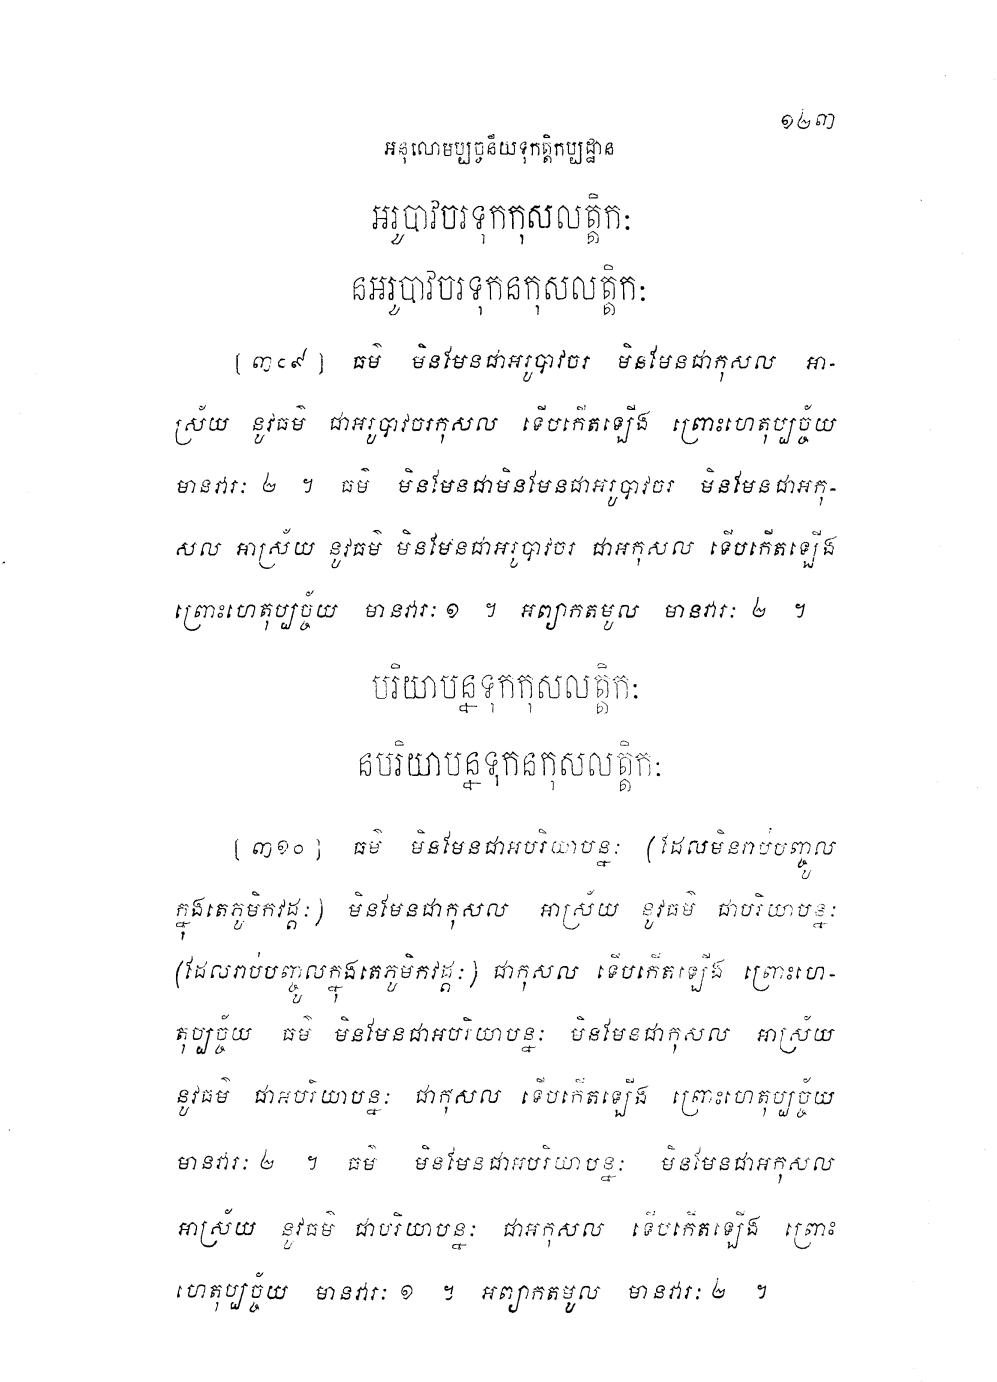 ១២៣
អនុលោមប្បច្ចនីយទុកត្តិកប្បដ្ឋាន
អរូបាវចរទុកកុសលត្តិកៈ
នអរូបាវចរទុកនកុសលត្តិកៈ
[ ៣០៩ ] ធម៌ មិនមែនជាអរូបាវចរ មិនមែនជាកុសល អា-
ស្រ័យ នូវធម៌ ជាអរូបាវចរកុសល ទើបកើតឡើង ព្រោះហេតុប្បច្ច័យ
មានវារៈ ២ ។ ធម៌ មិនមែនជាមិនមែនជាអរូបាវចរ មិនមែនជាអកុ-
សល អាស្រ័យ នូវធម៌ មិនមែនជាអរូបាវចរ ជាអកុសល ទើបកើតឡើង
ព្រោះហេតុប្បច្ច័យ មានវារៈ ១ ។ អព្យាកតមូល មានវារៈ ២ ។
បរិយាបន្នទុកកុសលត្តិកៈ
នបរិយាបន្នទុកនកុសលត្តិកៈ
[ ៣១០ ] ធម៌ មិនមែនជាអបរិយាបន្នៈ (ដែលមិនរាប់បញ្ចូល
ក្នុងតេភូមិកវដ្តៈ) មិនមែនជាកុសល អាស្រ័យ នូវធម៌ ជាបរិយាបន្នៈ
(ដែលរាប់បញ្ចូលក្នុងតេភូមិកវដ្តៈ) ជាកុសល ទើបកើតឡើង ព្រោះហេ-
តុប្បច្ច័យ ធម៌ មិនមែនជាអបរិយាបន្នៈ មិនមែនជាកុសល អាស្រ័យ
នូវធម៌ ជាអបរិយាបន្នៈ ជាកុសល ទើបកើតឡើង ព្រោះហេតុប្បច្ច័យ
មានវារៈ ២ ។ ធម៌ មិនមែនជាអបរិយាបន្នៈ មិនមែនជាអកុសល
អាស្រ័យ នូវធម៌ ជាបរិយាបន្នៈ ជាអកុសល ទើបកើតឡើង ព្រោះ
ហេតុប្បច្ច័យ មានវារៈ ១ ។ អព្យាកតមូល មានវារៈ ២ ។